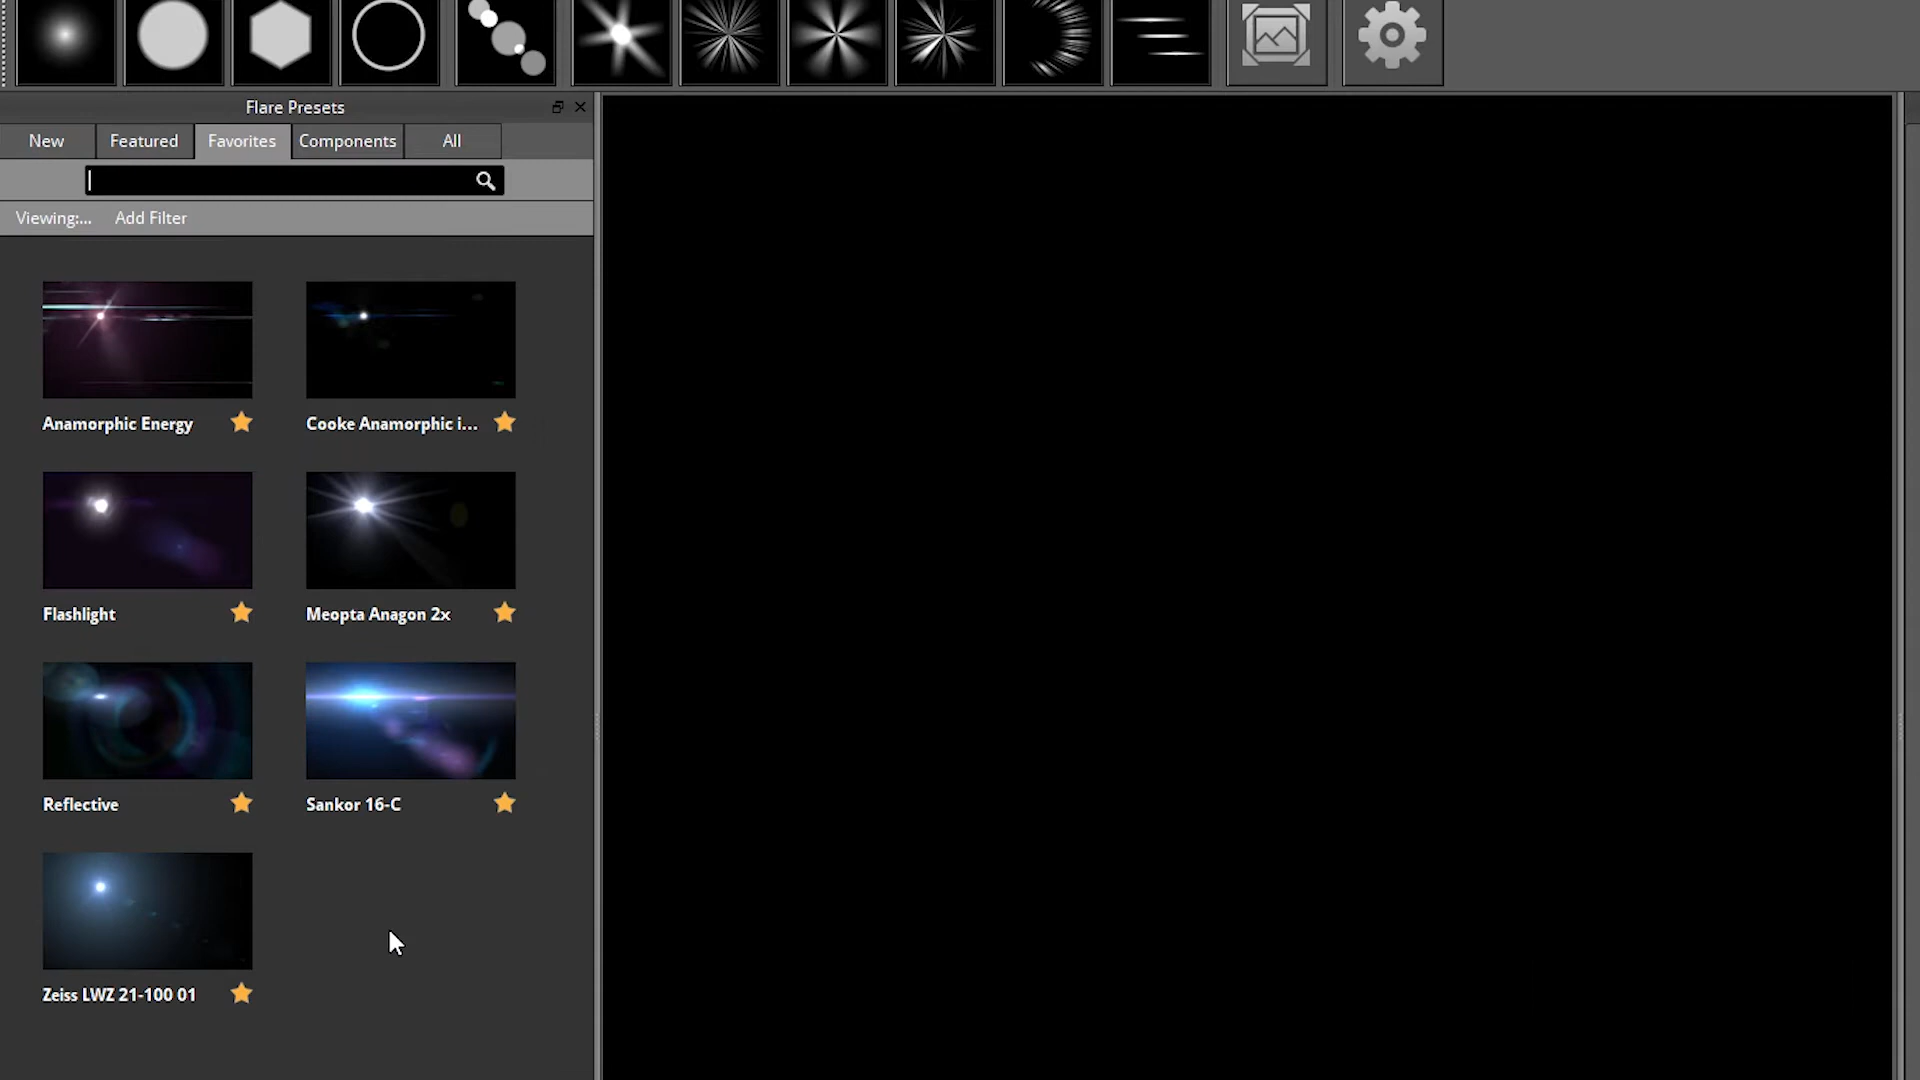 Flare Presets
New Featured Favorites Components All
Viewing:... Add Filter
Anamorphic Energy Cooke Anamorphic i...
Flashlight Meopta Anagon 2x
Reflective Sankor 16-C
Zeiss LWZ 21-100 01